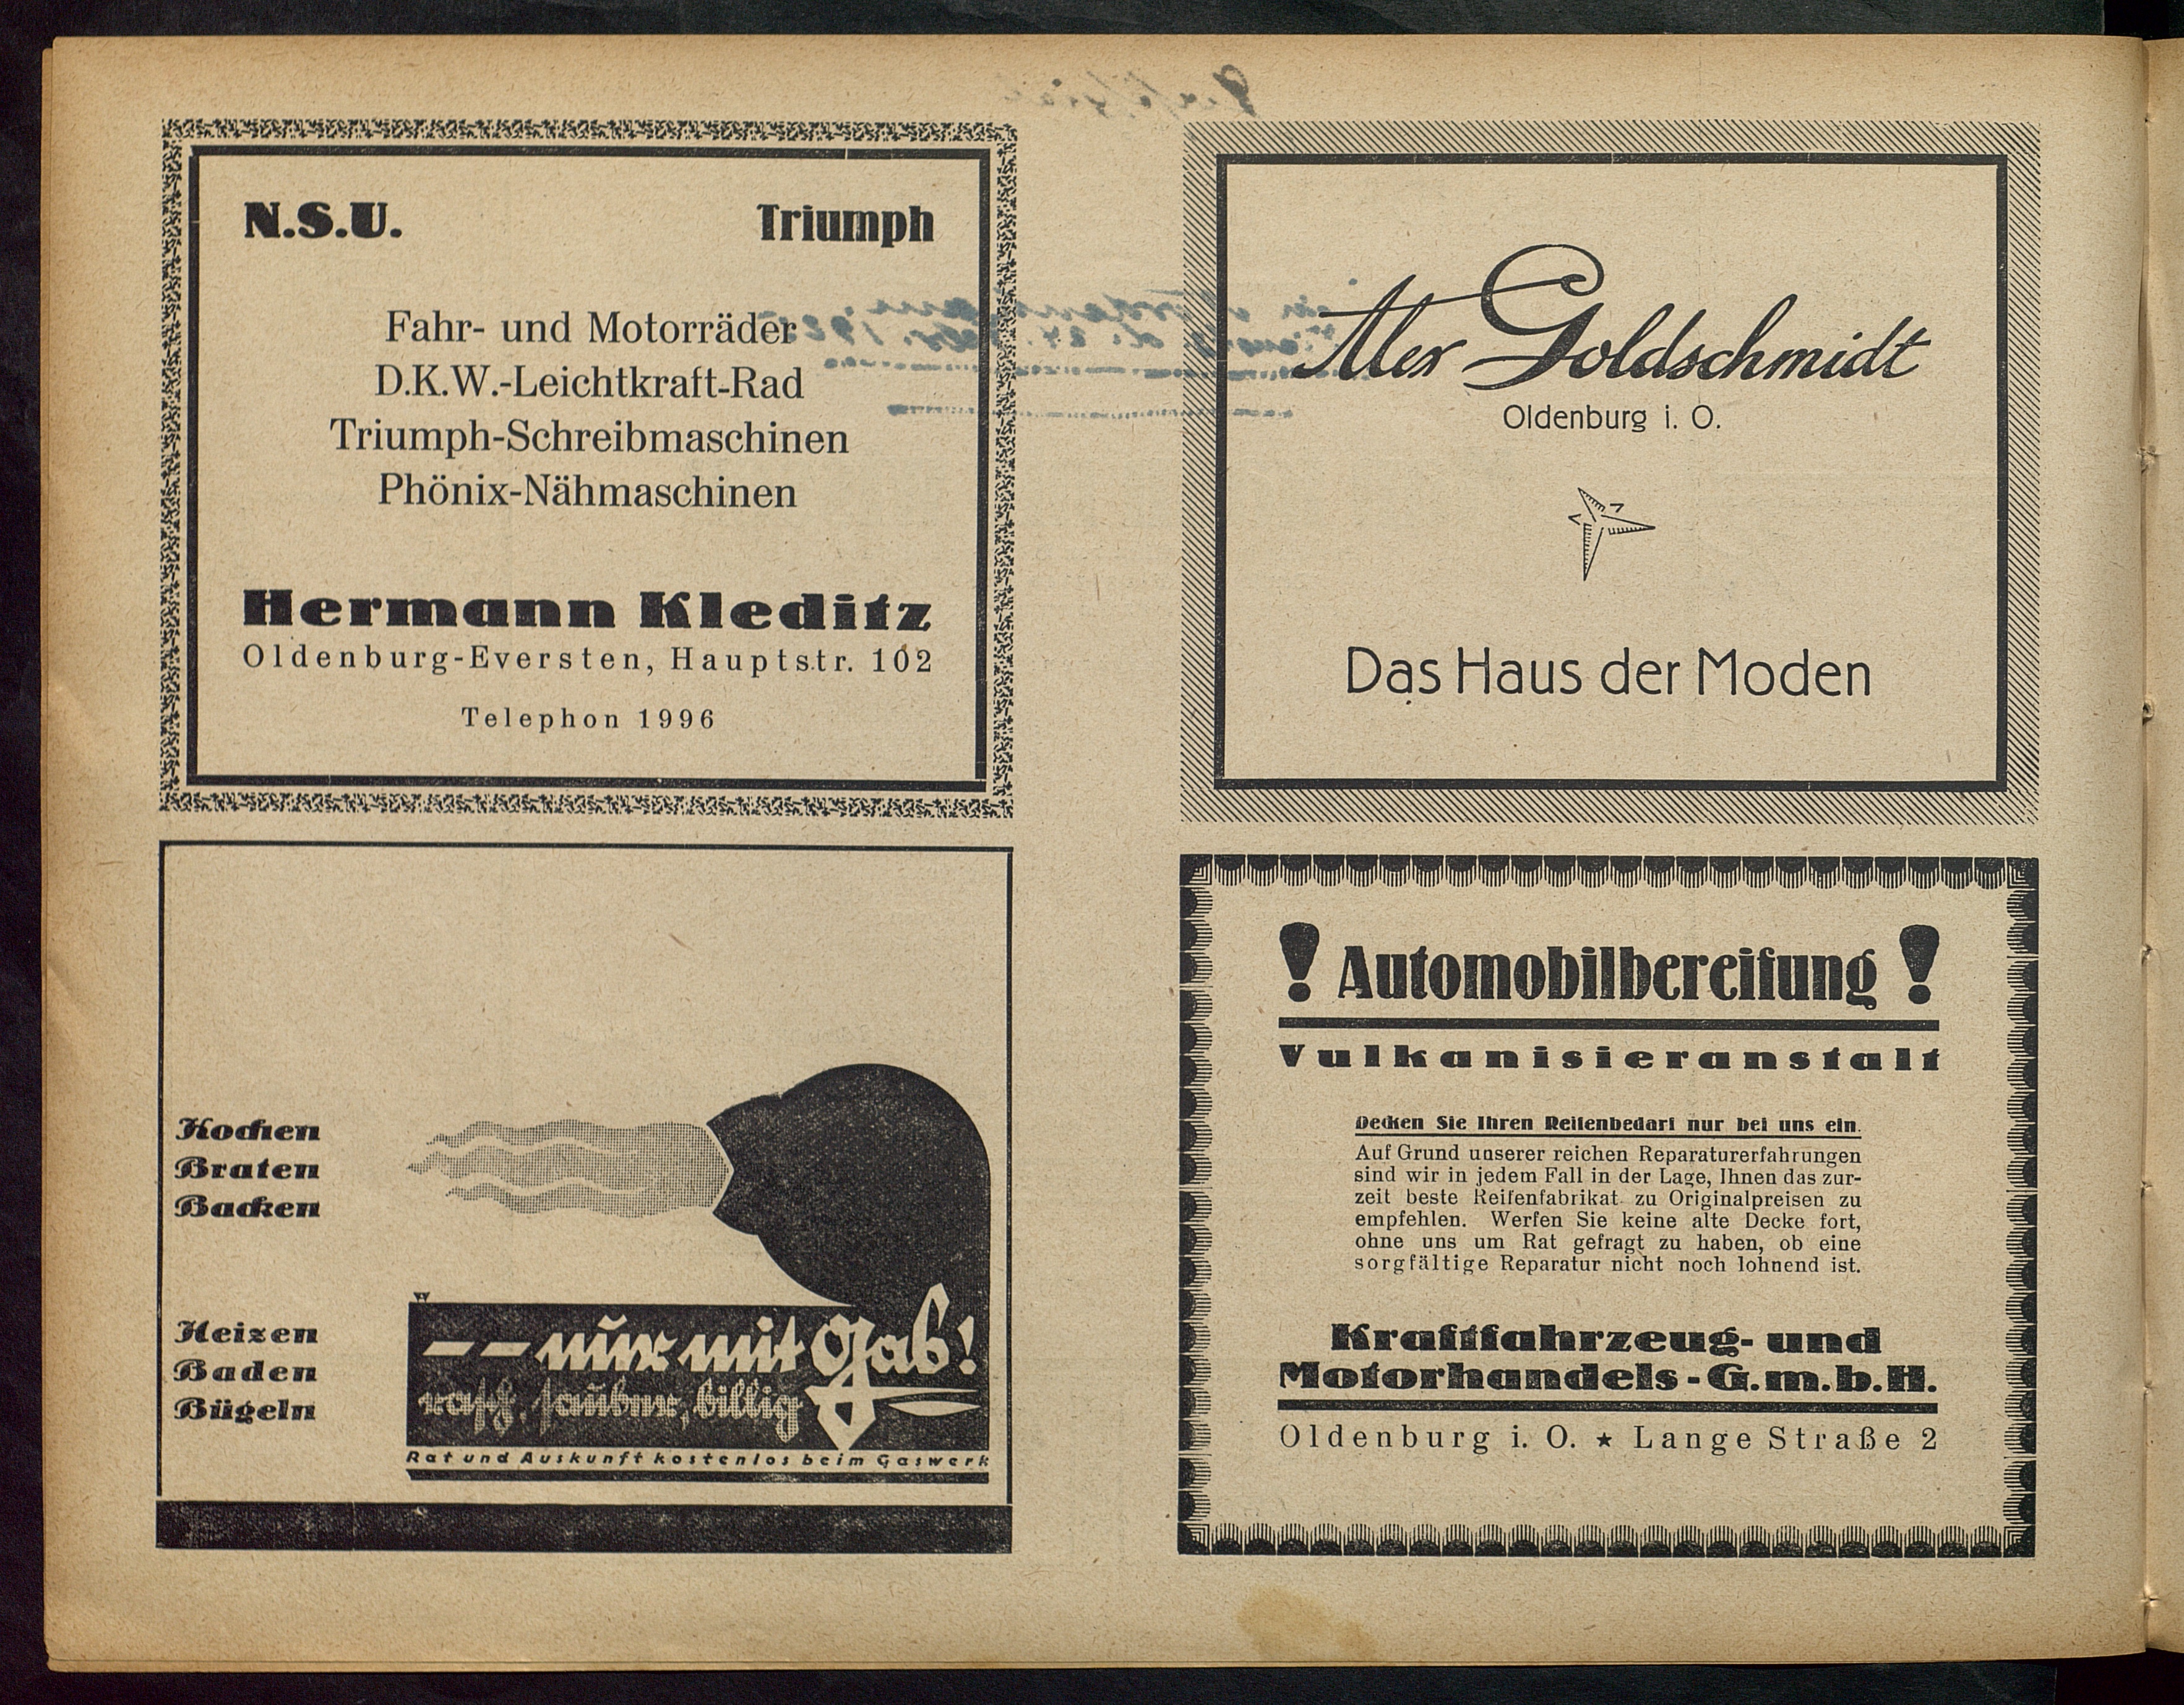 N.S.U. Triumph
Fahr- und Motorräder
D.K.W.-Leichtkraft-Rad
Triumph-Schreibmaschinen
Phönix-Nähmaschinen
Hermann Kleditz
Oldenburg-Eversten, Hauptstr. 102
Telephon 1996
Alex Goldschmidt
Oldenburg i. O.
Das Haus der Moden
Kochen
Braten
Backen
Heizen
Baden
Bügeln
-- nur mit Gas!
rasch, sauber, billig
Rat und Auskunft kostenlos beim Gaswerk
! Automobilbereifung !
Vulkanisieranstalt
Decken Sie Ihren Reifenbedarf nur bei uns ein.
Auf Grund unserer reichen Reparaturerfahrungen
sind wir in jedem Fall in der Lage, Ihnen das zur-
zeit beste Reifenfabrikat zu Originalpreisen zu
empfehlen. Werfen Sie keine alte Decke fort,
ohne uns um Rat gefragt zu haben, ob eine
sorgfältige Reparatur nicht noch lohnend ist.
Kraftfahrzeug- und
Motorhandels-G.m.b.H.
Oldenburg i. O. ★ Lange Straße 2